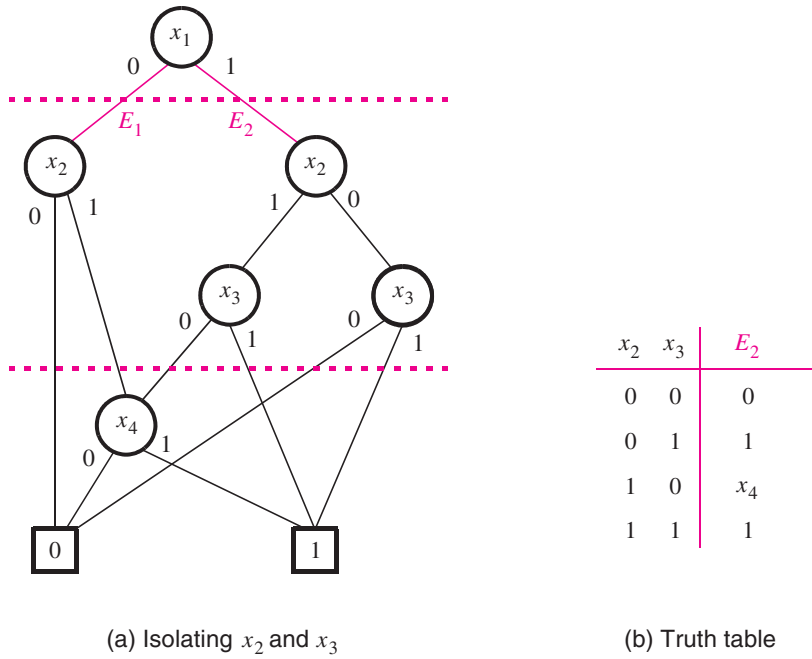 x1
0 1
E1 E2
x2 x2
0 1 1 0
x3 x3
0 1 0 1
x4
0 1
0 1
(a) Isolating x2 and x3
x2 x3 E2
0 0 0
0 1 1
1 0 x4
1 1 1
(b) Truth table